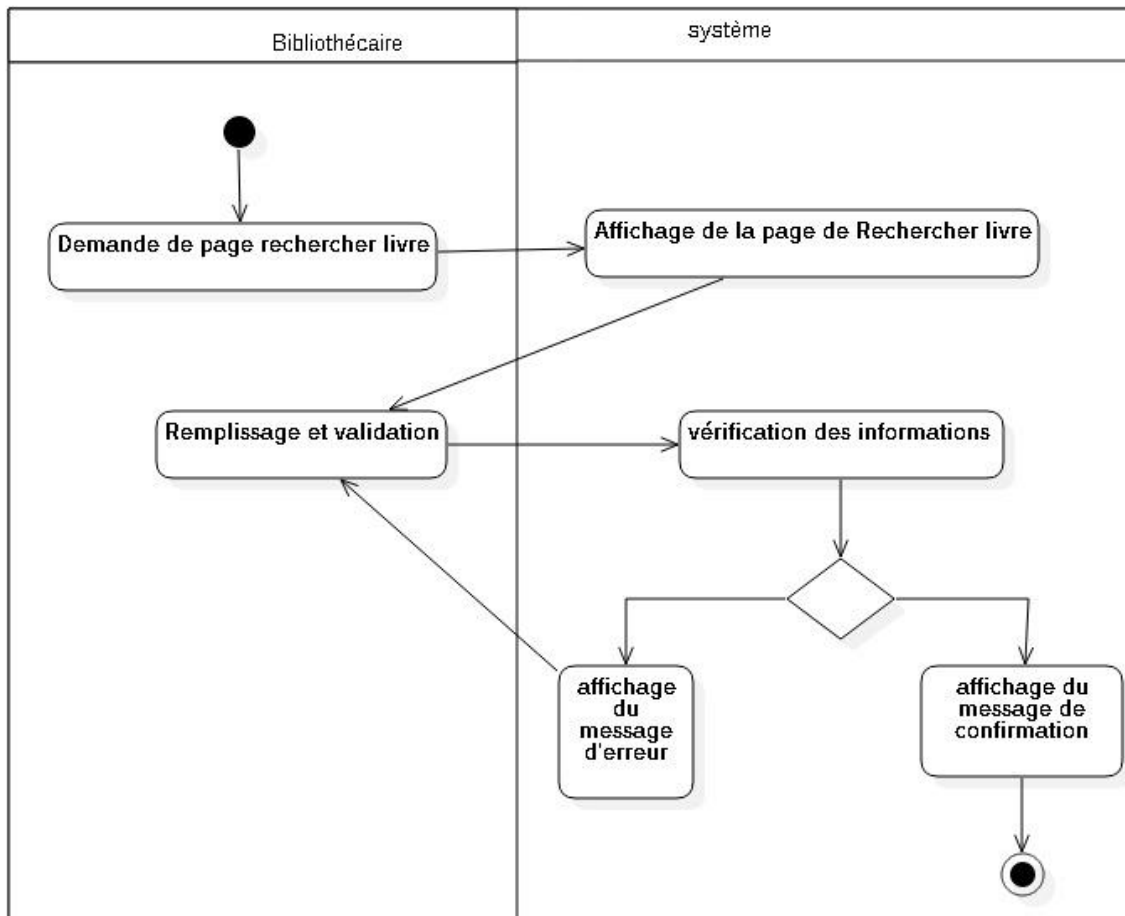 Bibliothécaire
système
Demande de page rechercher livre
Affichage de la page de Rechercher livre
Remplissage et validation
vérification des informations
affichage
du
message
d'erreur
affichage du
message de
confirmation